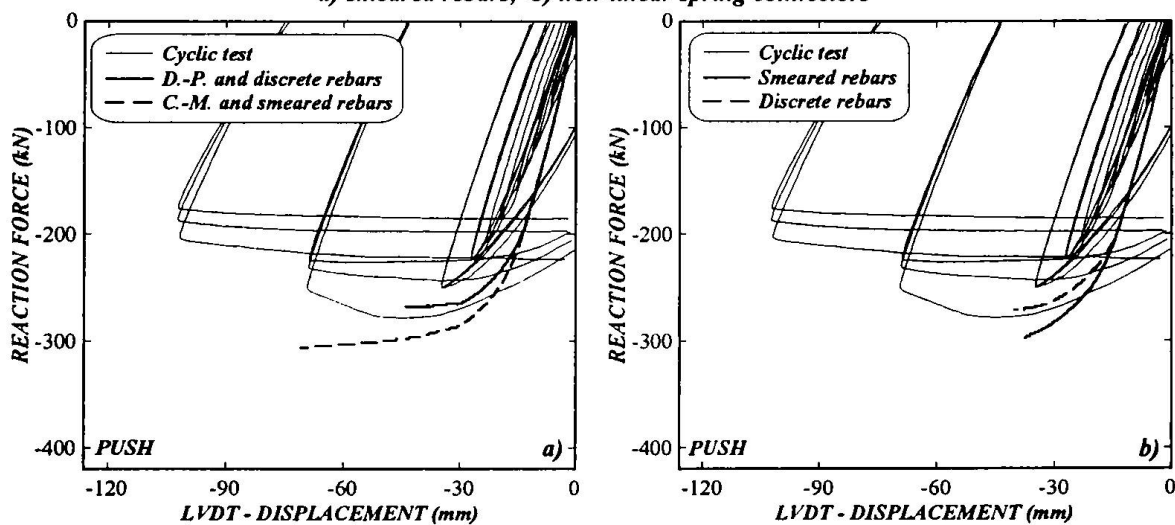 a) smeared rebars; b) non-linear spring connectors
0
Cyclic test
D.-P. and discrete rebars
C.-M. and smeared rebars
-100
-200
-300
-400
REACTION FORCE (kN)
PUSH
a)
-120
-90
-60
-30
0
LVDT - DISPLACEMENT (mm)
0
Cyclic test
Smeared rebars
Discrete rebars
-100
-200
-300
-400
REACTION FORCE (kN)
PUSH
b)
-120
-90
-60
-30
0
LVDT - DISPLACEMENT (mm)